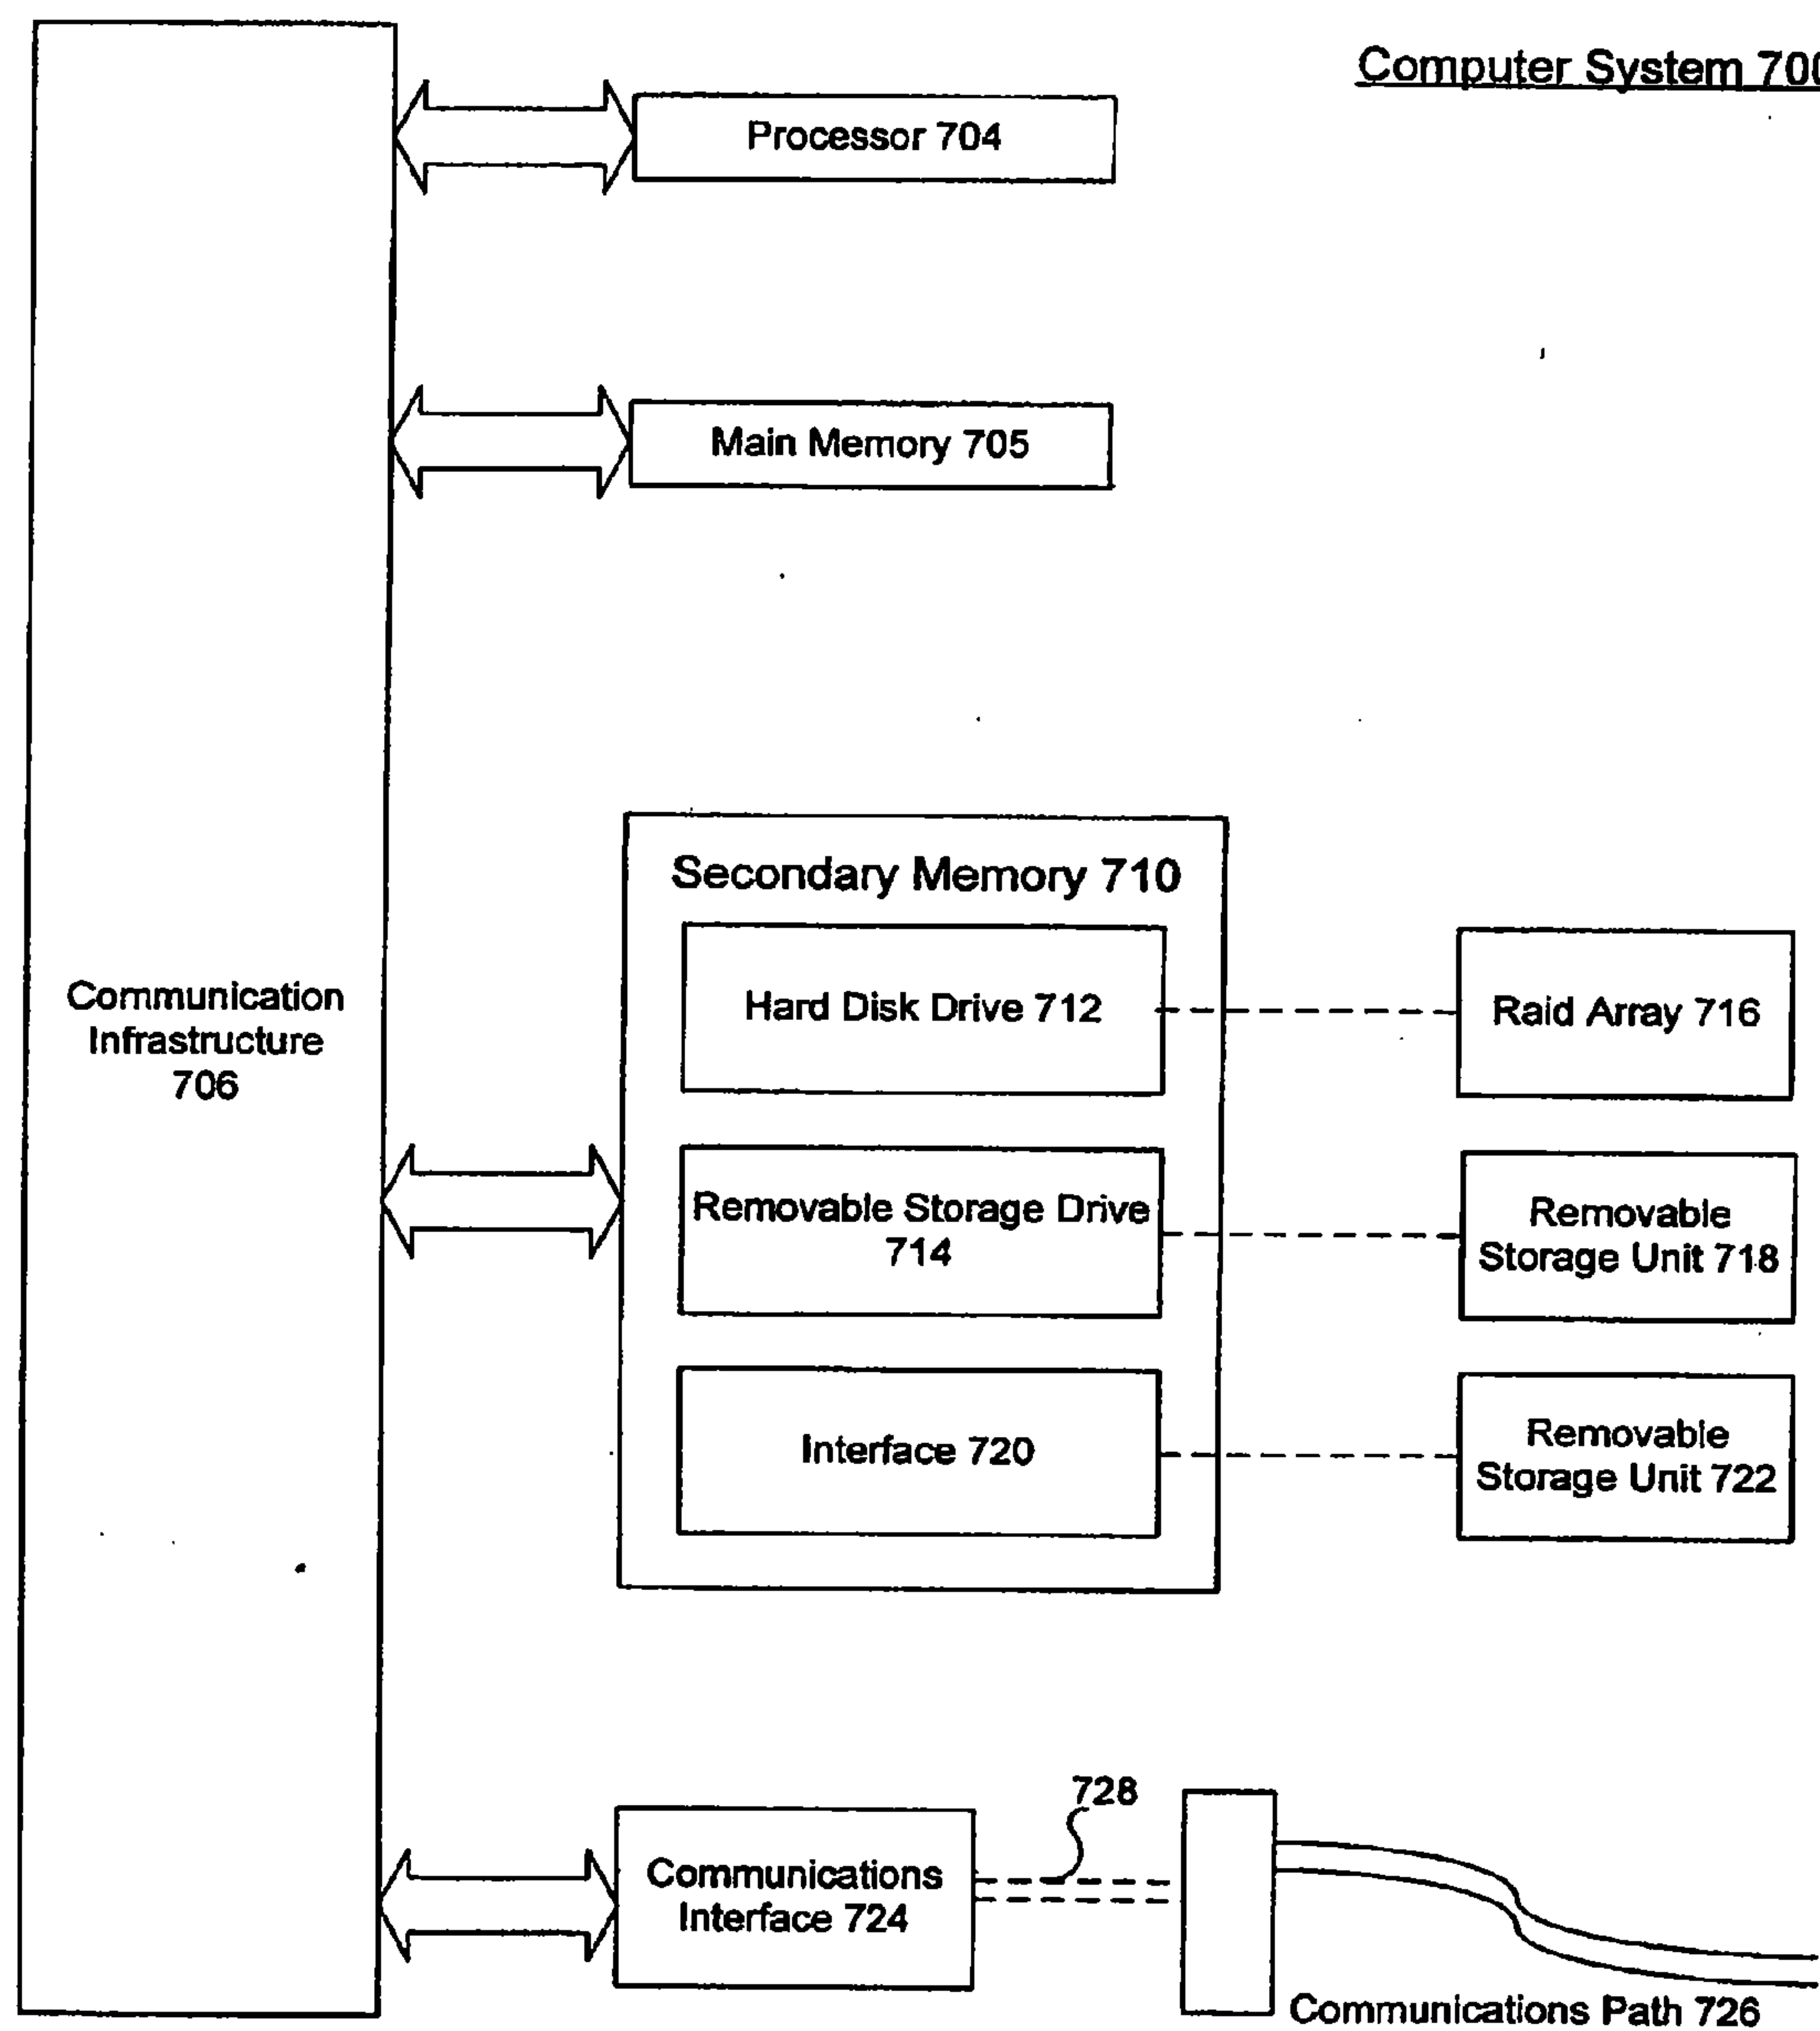 Computer System 700
Processor 704
Main Memory 705
Communication
Infrastructure
706
Secondary Memory 710
Hard Disk Drive 712
Raid Array 716
Removable Storage Drive
714
Removable
Storage Unit 718
Interface 720
Removable
Storage Unit 722
728
Communications
Interface 724
Communications Path 726